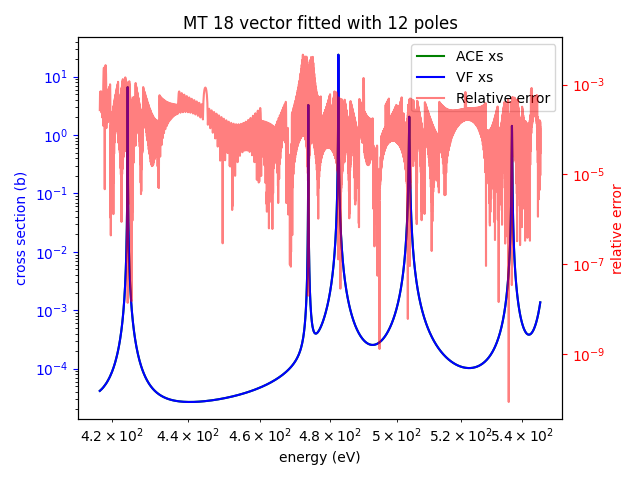 MT 18 vector fitted with 12 poles
ACE xs
VF xs
Relative error
cross section (b)
10¹
10⁰
10⁻¹
10⁻²
10⁻³
10⁻⁴
10⁻³
10⁻⁵
10⁻⁷
10⁻⁹
relative error
4.2 × 10² 4.4 × 10² 4.6 × 10² 4.8 × 10² 5 × 10² 5.2 × 10² 5.4 × 10²
energy (eV)